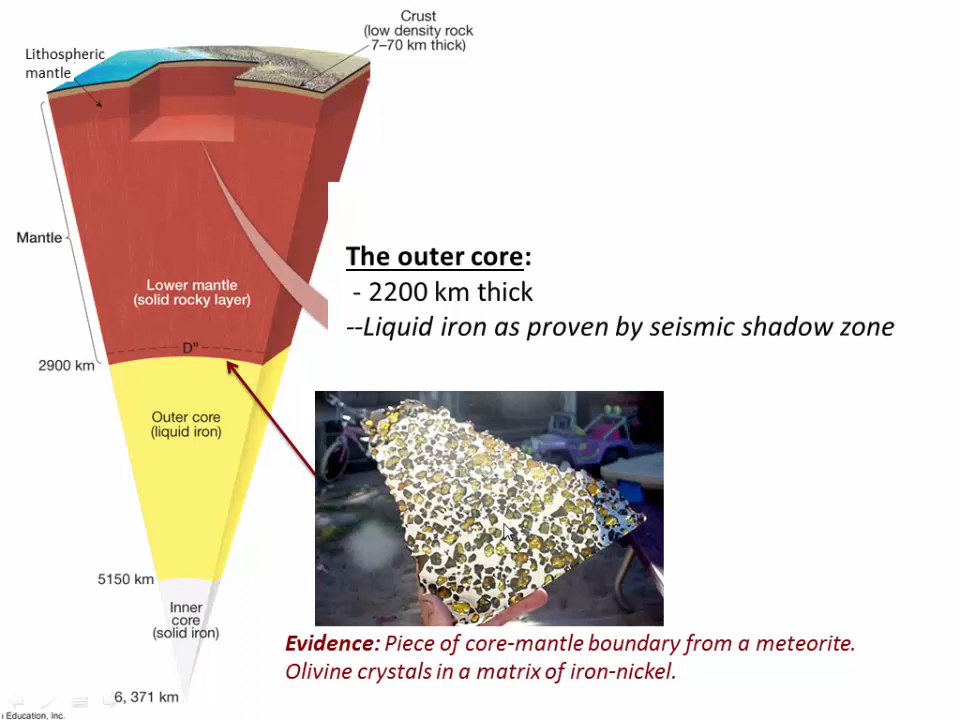 Crust
(low density rock
7–70 km thick)
Lithospheric
mantle
Mantle
The outer core:
- 2200 km thick
--Liquid iron as proven by seismic shadow zone
Lower mantle
(solid rocky layer)
D”
2900 km
Outer core
(liquid iron)
5150 km
Inner
core
(solid iron)
Evidence: Piece of core-mantle boundary from a meteorite.
Olivine crystals in a matrix of iron-nickel.
6, 371 km
Education, Inc.